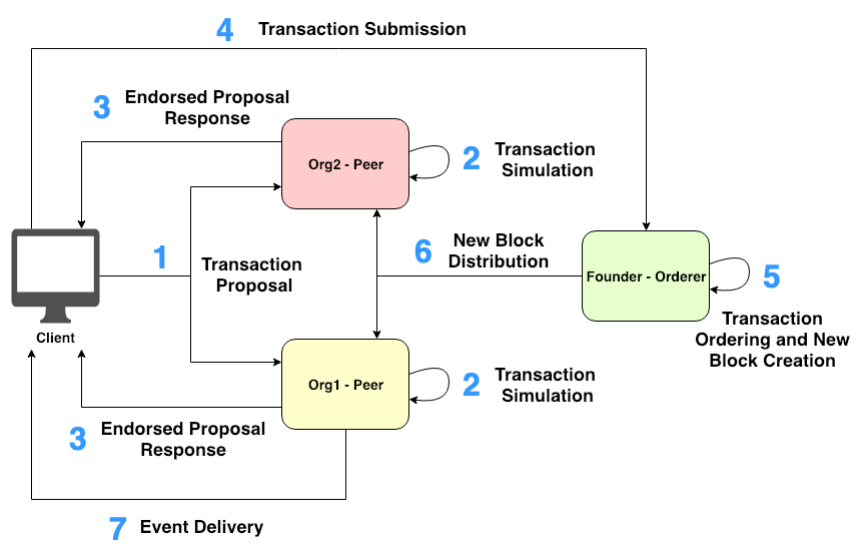 4 Transaction Submission
3 Endorsed Proposal
Response
Org2 - Peer
2 Transaction
Simulation
1
Transaction
Proposal
6 New Block
Distribution
Founder - Orderer
5
Transaction
Ordering and New
Block Creation
Client
Org1 - Peer
2 Transaction
Simulation
3 Endorsed Proposal
Response
7 Event Delivery